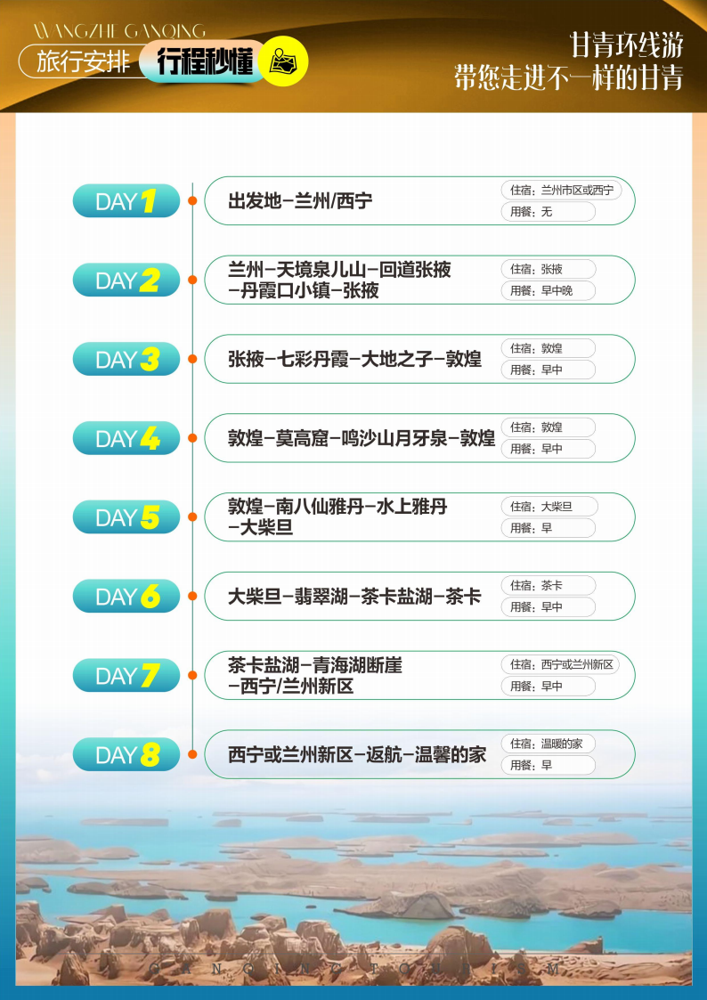 WANGZHE GANQING
旅行安排 行程秒懂
甘青环线游
带您走进不一样的甘青
DAY 1
出发地-兰州/西宁
住宿：兰州市区或西宁
用餐：无
DAY 2
兰州-天境泉儿山-回道张掖
-丹霞口小镇-张掖
住宿：张掖
用餐：早中晚
DAY 3
张掖-七彩丹霞-大地之子-敦煌
住宿：敦煌
用餐：早中
DAY 4
敦煌-莫高窟-鸣沙山月牙泉-敦煌
住宿：敦煌
用餐：早中
DAY 5
敦煌-南八仙雅丹-水上雅丹
-大柴旦
住宿：大柴旦
用餐：早
DAY 6
大柴旦-翡翠湖-茶卡盐湖-茶卡
住宿：茶卡
用餐：早中
DAY 7
茶卡盐湖-青海湖断崖
-西宁/兰州新区
住宿：西宁或兰州新区
用餐：早中
DAY 8
西宁或兰州新区-返航-温馨的家
住宿：温暖的家
用餐：早
GANQING TOURISM